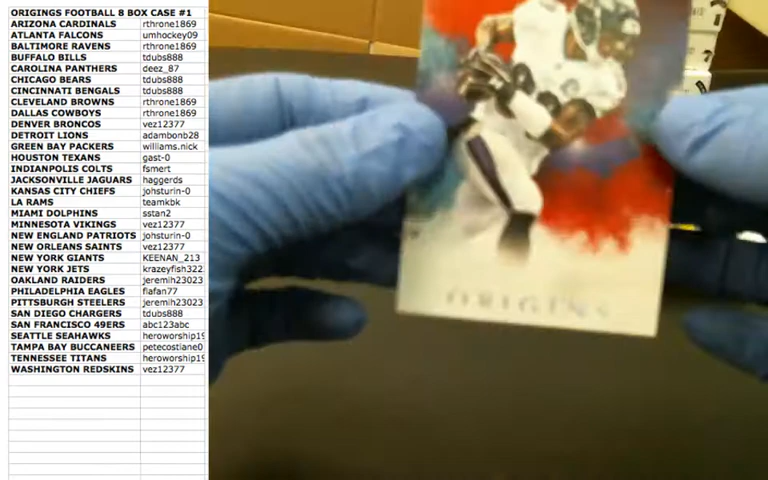 ORIGINGS FOOTBALL 8 BOX CASE #1
ARIZONA CARDINALS rthrone1869
ATLANTA FALCONS umhockey09
BALTIMORE RAVENS rthrone1869
BUFFALO BILLS tdubs888
CAROLINA PANTHERS deez_87
CHICAGO BEARS tdubs888
CINCINNATI BENGALS tdubs888
CLEVELAND BROWNS rthrone1869
DALLAS COWBOYS rthrone1869
DENVER BRONCOS vez12377
DETROIT LIONS adambonb28
GREEN BAY PACKERS williams.nick
HOUSTON TEXANS gast-0
INDIANPOLIS COLTS fsmert
JACKSONVILLE JAGUARS haggerds
KANSAS CITY CHIEFS johsturin-0
LA RAMS teamkbk
MIAMI DOLPHINS sstan2
MINNESOTA VIKINGS vez12377
NEW ENGLAND PATRIOTS johsturin-0
NEW ORLEANS SAINTS vez12377
NEW YORK GIANTS KEENAN_213
NEW YORK JETS krazeyfish322
OAKLAND RAIDERS jeremih23023
PHILADELPHIA EAGLES flafan77
PITTSBURGH STEELERS jeremih23023
SAN DIEGO CHARGERS tdubs888
SAN FRANCISCO 49ERS abc123abc
SEATTLE SEAHAWKS heroworship19
TAMPA BAY BUCCANEERS petecostiane0
TENNESSEE TITANS heroworship19
WASHINGTON REDSKINS vez12377
ORIGINS